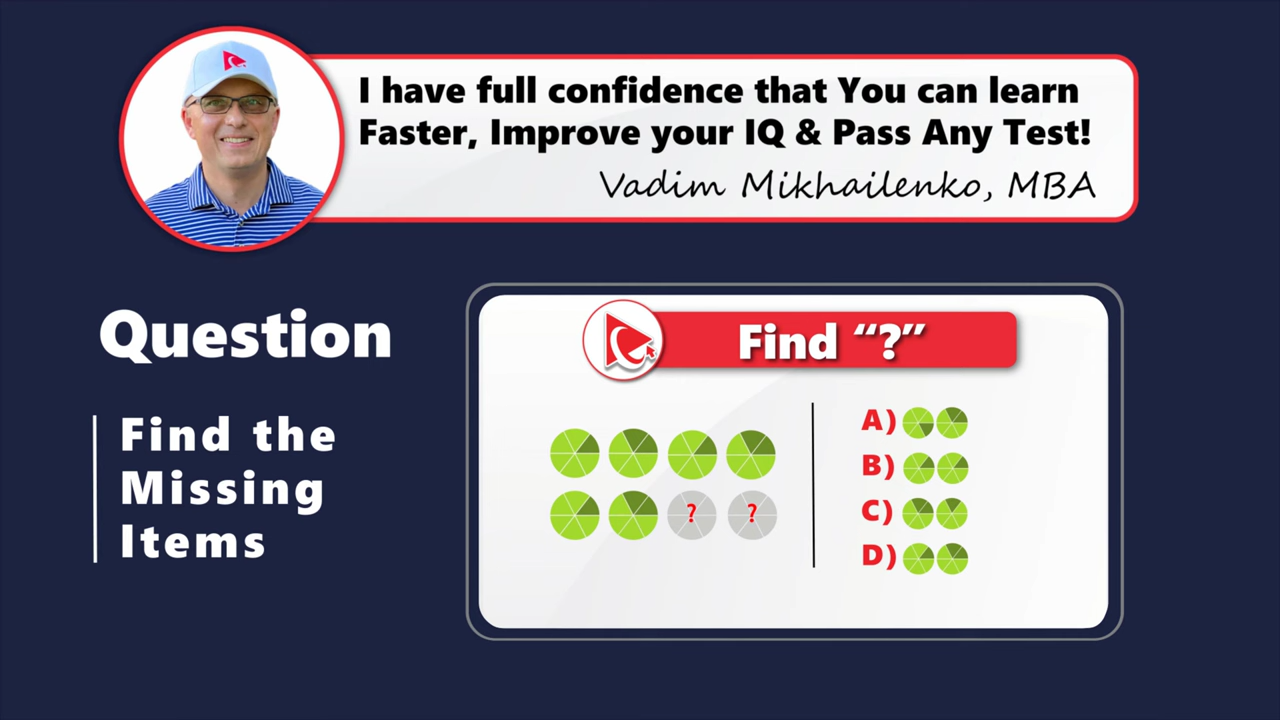 I have full confidence that You can learn
Faster, Improve your IQ & Pass Any Test!
Vadim Mikhailenko, MBA
Question
Find the
Missing
Items
Find “?”
? ?
A)
B)
C)
D)